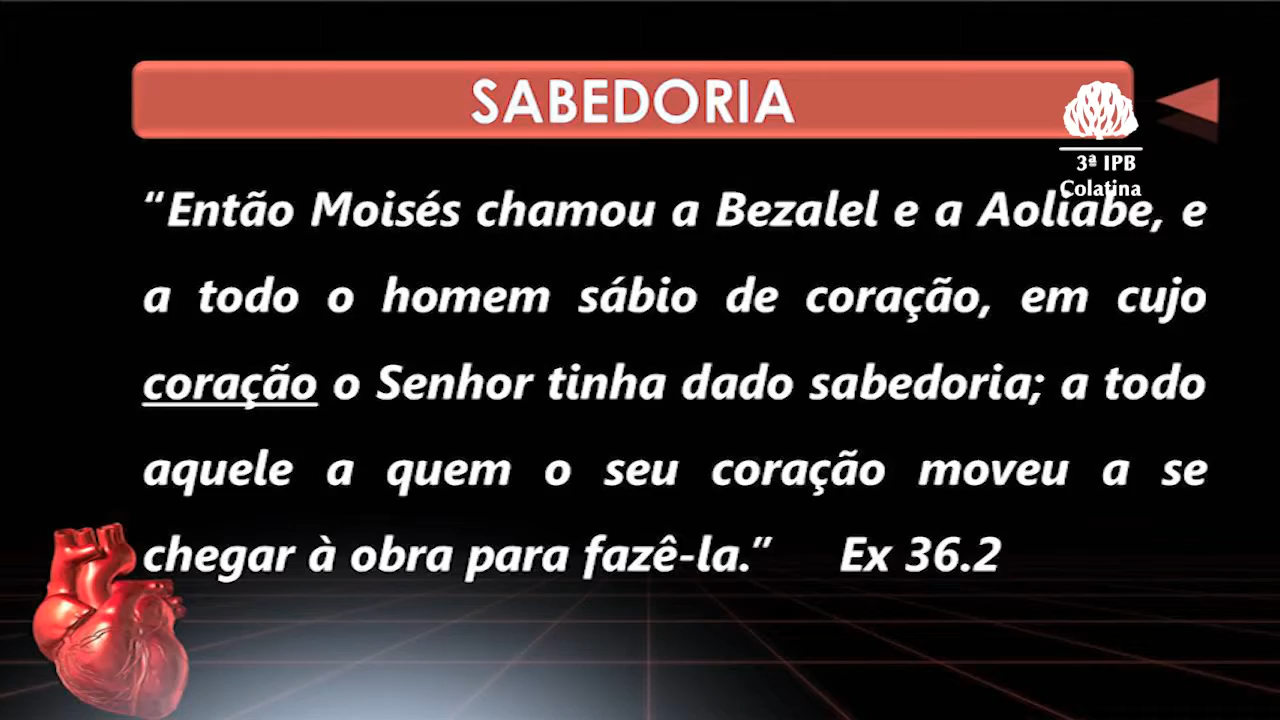 SABEDORIA
3ª IPB
Colatina
“Então Moisés chamou a Bezalel e a Aoliabe, e
a todo o homem sábio de coração, em cujo
coração o Senhor tinha dado sabedoria; a todo
aquele a quem o seu coração moveu a se
chegar à obra para fazê-la.” Ex 36.2